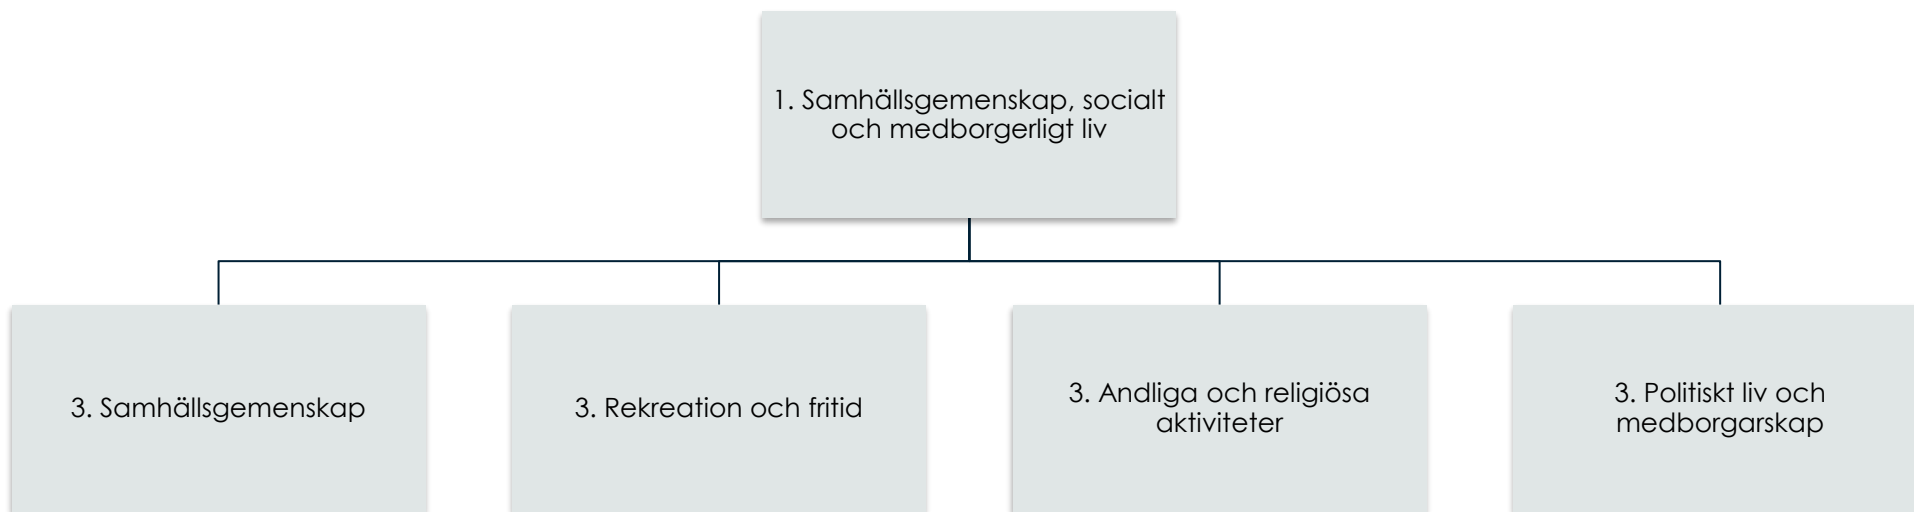 1. Samhällsgemenskap, socialt
och medborgerligt liv
3. Samhällsgemenskap
3. Rekreation och fritid
3. Andliga och religiösa
aktiviteter
3. Politiskt liv och
medborgarskap